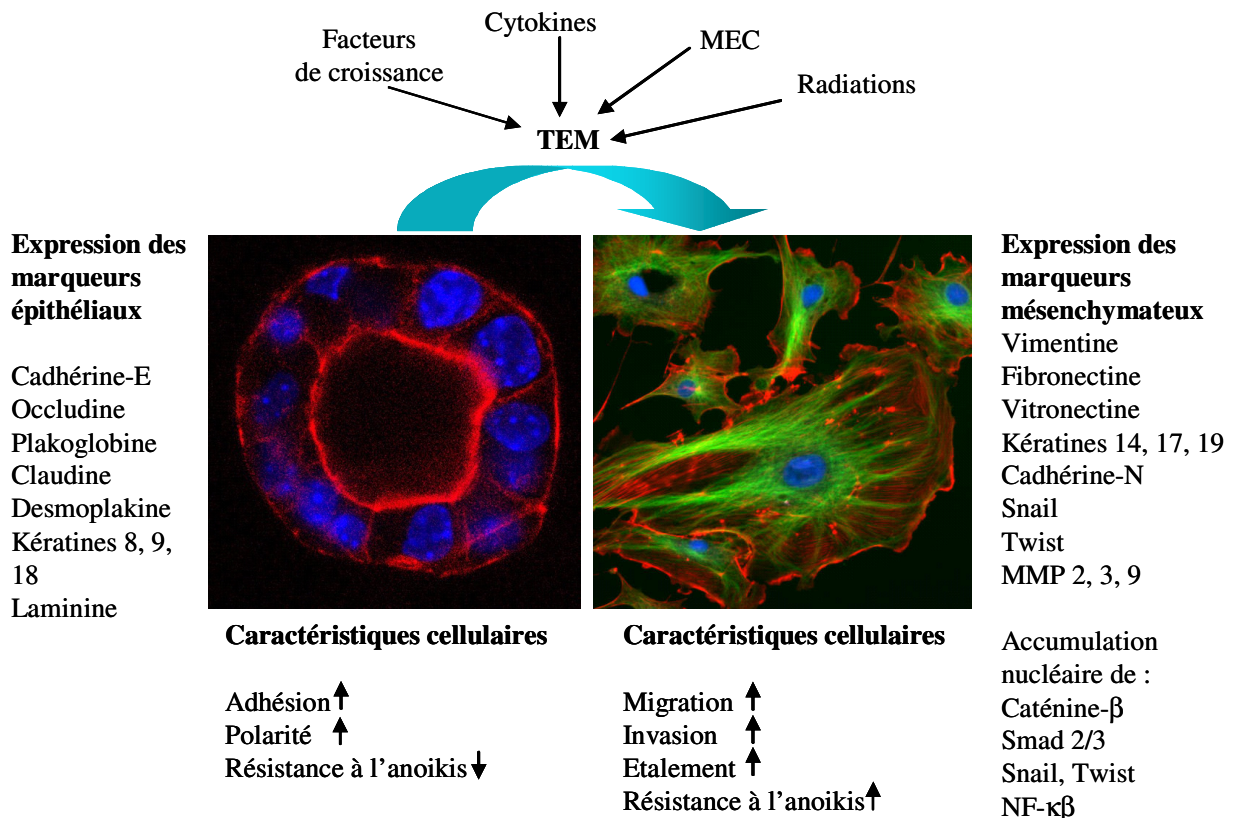 Cytokines
Facteurs
de croissance
MEC
Radiations
TEM
Expression des
marqueurs
épithéliaux
Cadhérine-E
Occludine
Plakoglobine
Claudine
Desmoplakine
Kératines 8, 9,
18
Laminine
Caractéristiques cellulaires
Adhésion
Polarité
Résistance à l’anoikis
Caractéristiques cellulaires
Migration
Invasion
Etalement
Résistance à l’anoikis
Expression des
marqueurs
mésenchymateux
Vimentine
Fibronectine
Vitronectine
Kératines 14, 17, 19
Cadhérine-N
Snail
Twist
MMP 2, 3, 9
Accumulation
nucléaire de :
Caténine-β
Smad 2/3
Snail, Twist
NF-κβ